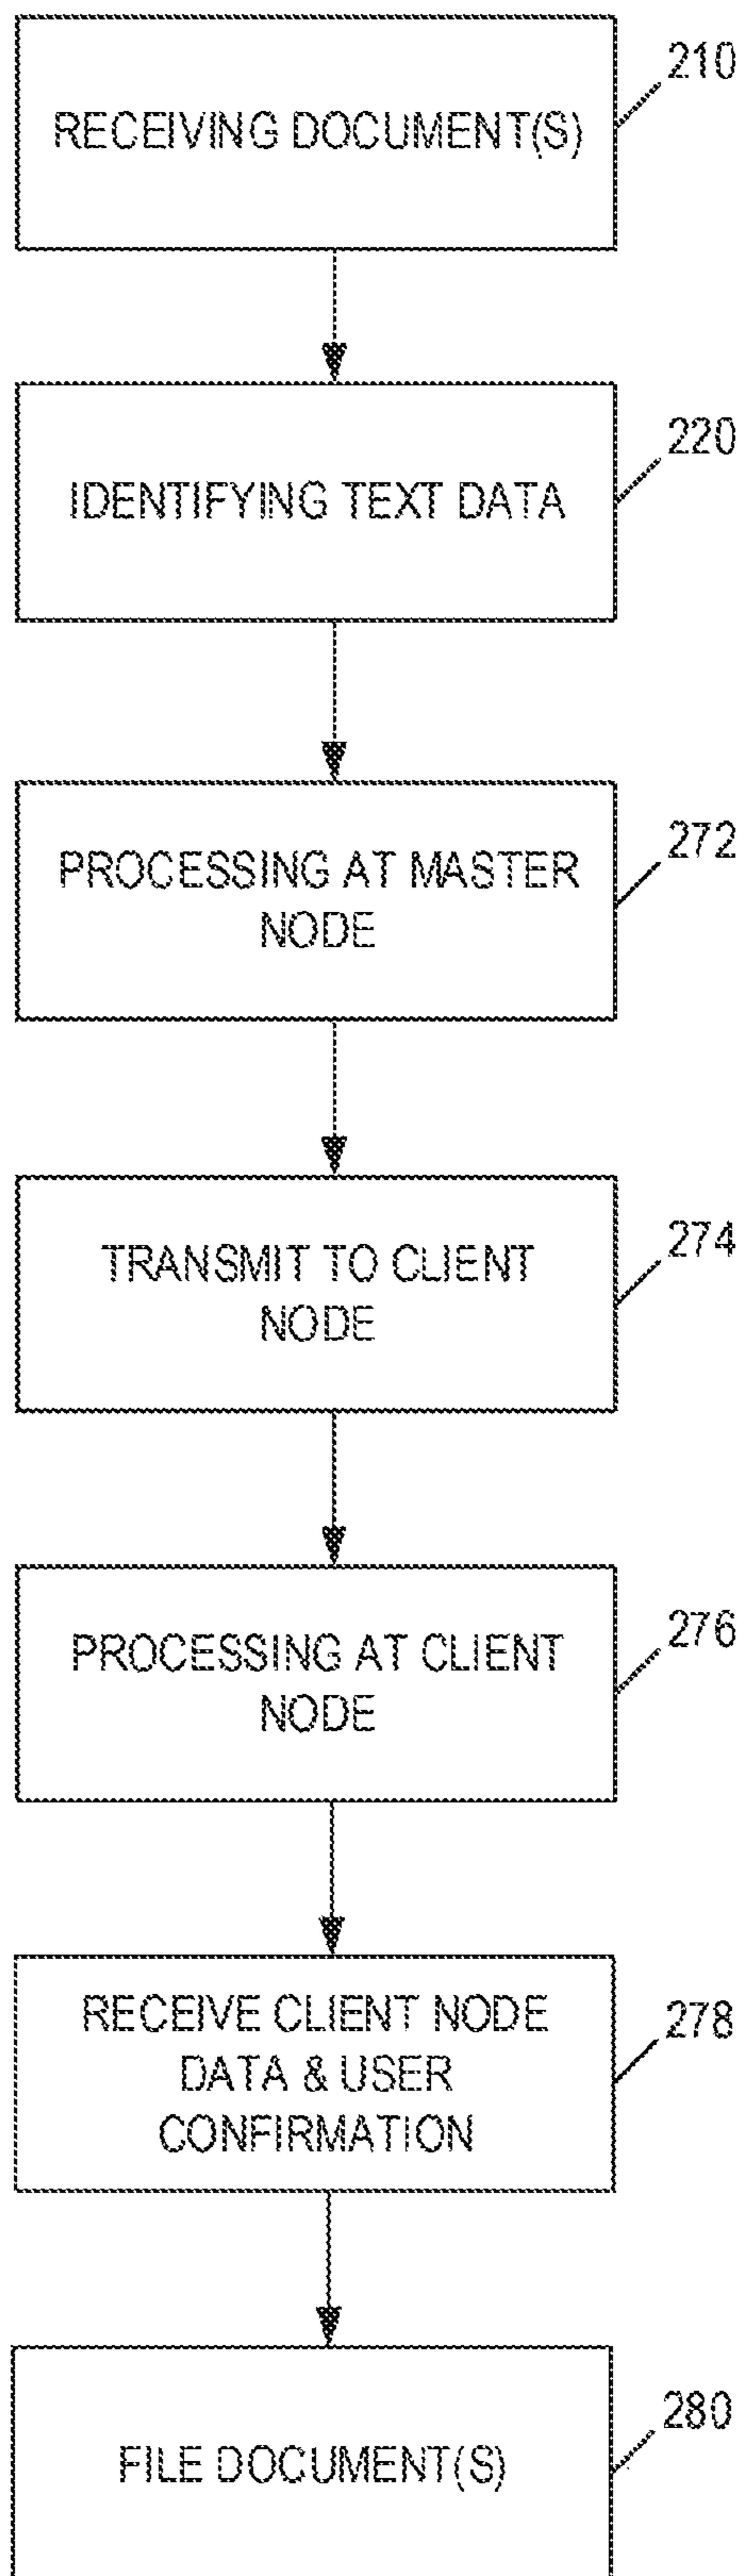 210
RECEIVING DOCUMENT(S)
220
IDENTIFYING TEXT DATA
272
PROCESSING AT MASTER
NODE
274
TRANSMIT TO CLIENT
NODE
276
PROCESSING AT CLIENT
NODE
278
RECEIVE CLIENT NODE
DATA & USER
CONFIRMATION
280
FILE DOCUMENT(S)